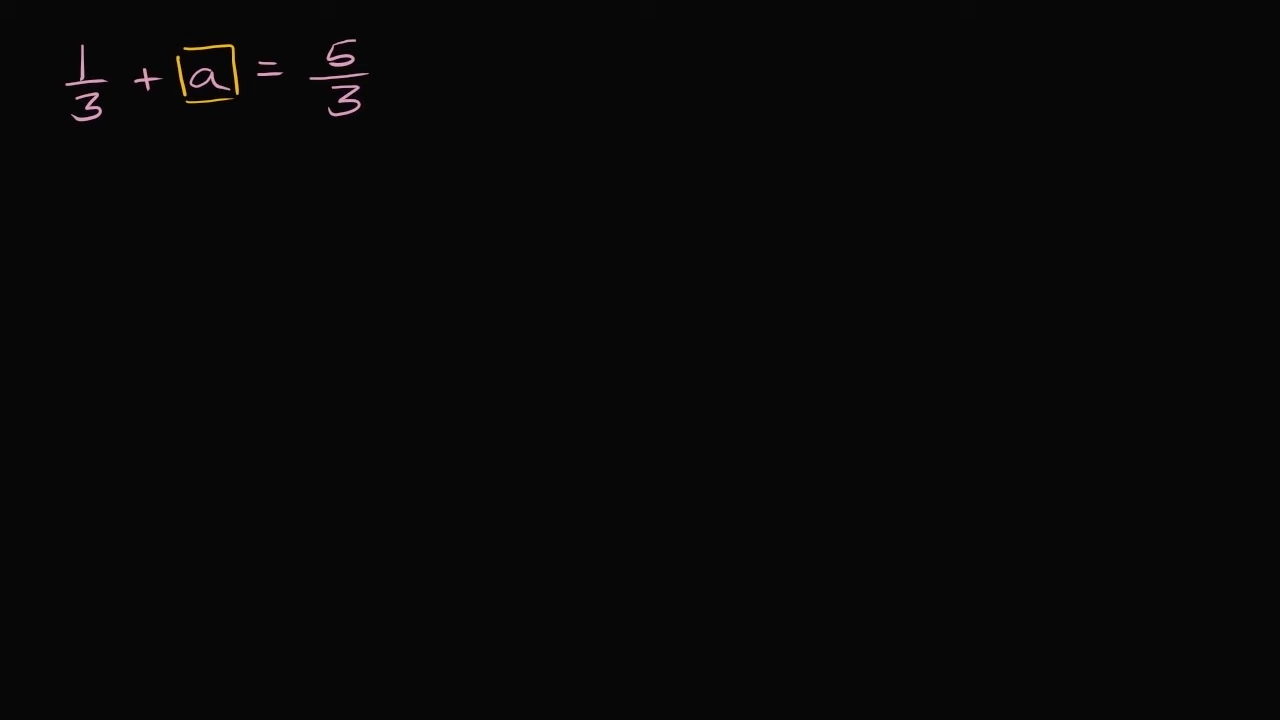 1/3 + a = 5/3